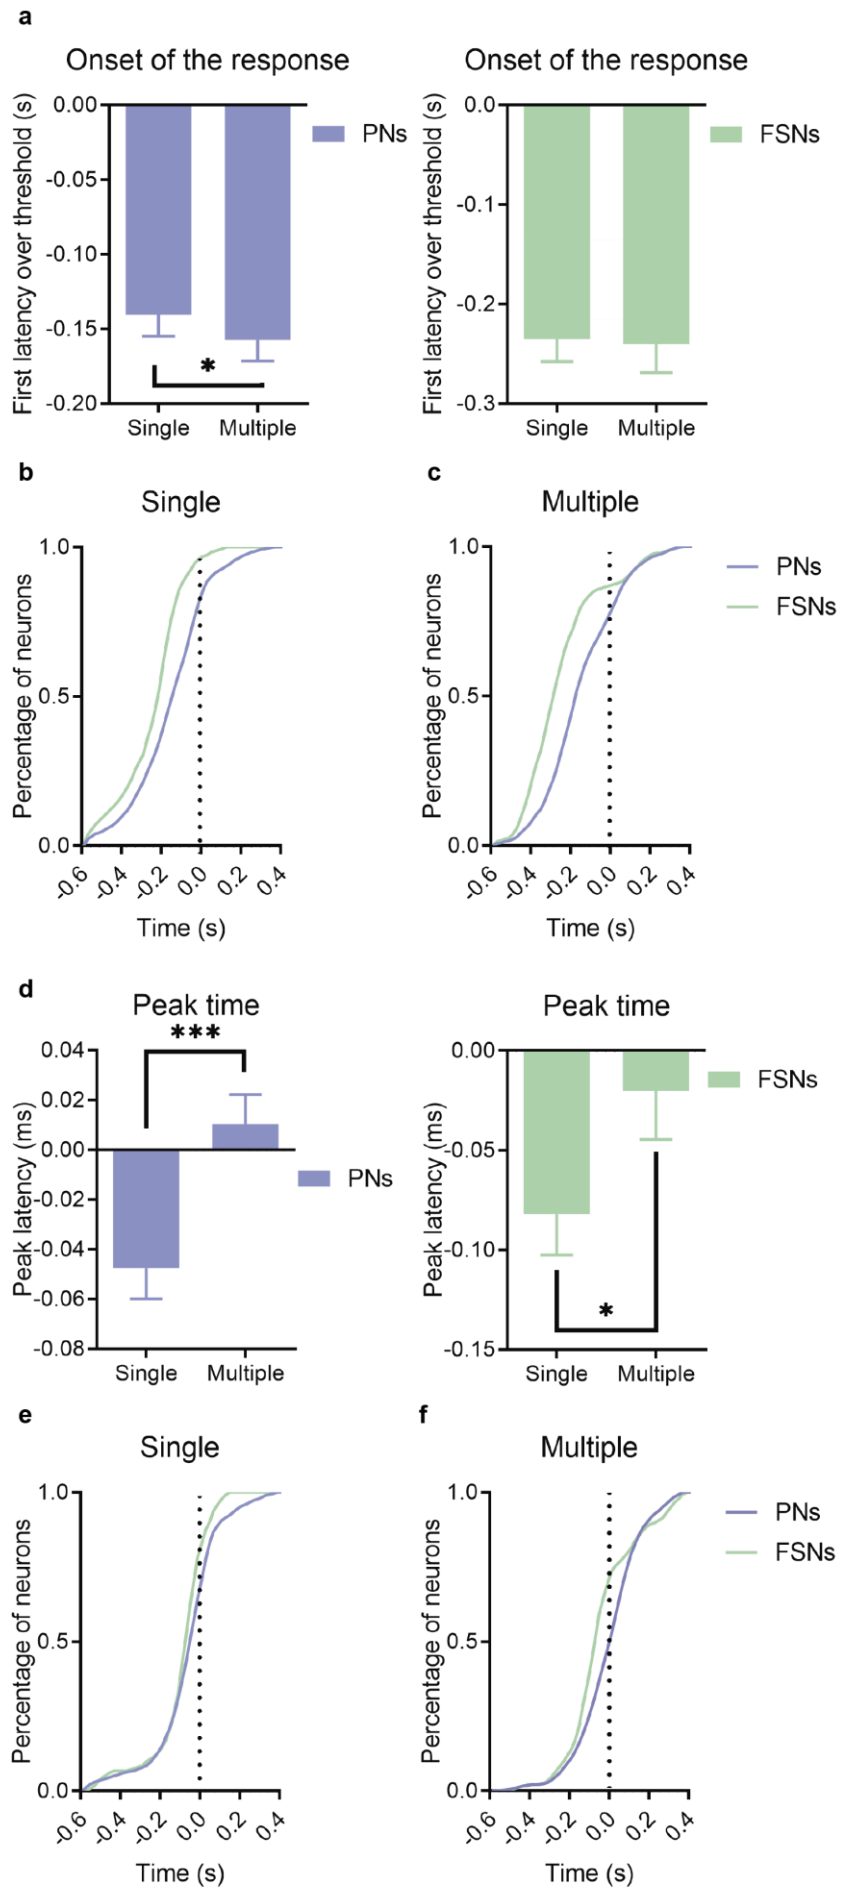 a
Onset of the response
First latency over threshold (s)
0.00
-0.05
-0.10
-0.15
-0.20
*
Single Multiple
PNs
Onset of the response
First latency over threshold (s)
0.0
-0.1
-0.2
-0.3
Single Multiple
FSNs
b
Single
Percentage of neurons
1.0
0.5
0.0
-0.6 -0.4 -0.2 0.0 0.2 0.4
Time (s)
c
Multiple
Percentage of neurons
1.0
0.5
0.0
-0.6 -0.4 -0.2 0.0 0.2 0.4
Time (s)
PNs
FSNs
d
Peak time
***
Peak latency (ms)
0.04
0.02
0.00
-0.02
-0.04
-0.06
-0.08
Single Multiple
PNs
Peak time
Peak latency (ms)
0.00
-0.05
-0.10
-0.15
*
Single Multiple
FSNs
e
Single
Percentage of neurons
1.0
0.5
0.0
-0.6 -0.4 -0.2 0.0 0.2 0.4
Time (s)
f
Multiple
Percentage of neurons
1.0
0.5
0.0
-0.6 -0.4 -0.2 0.0 0.2 0.4
Time (s)
PNs
FSNs